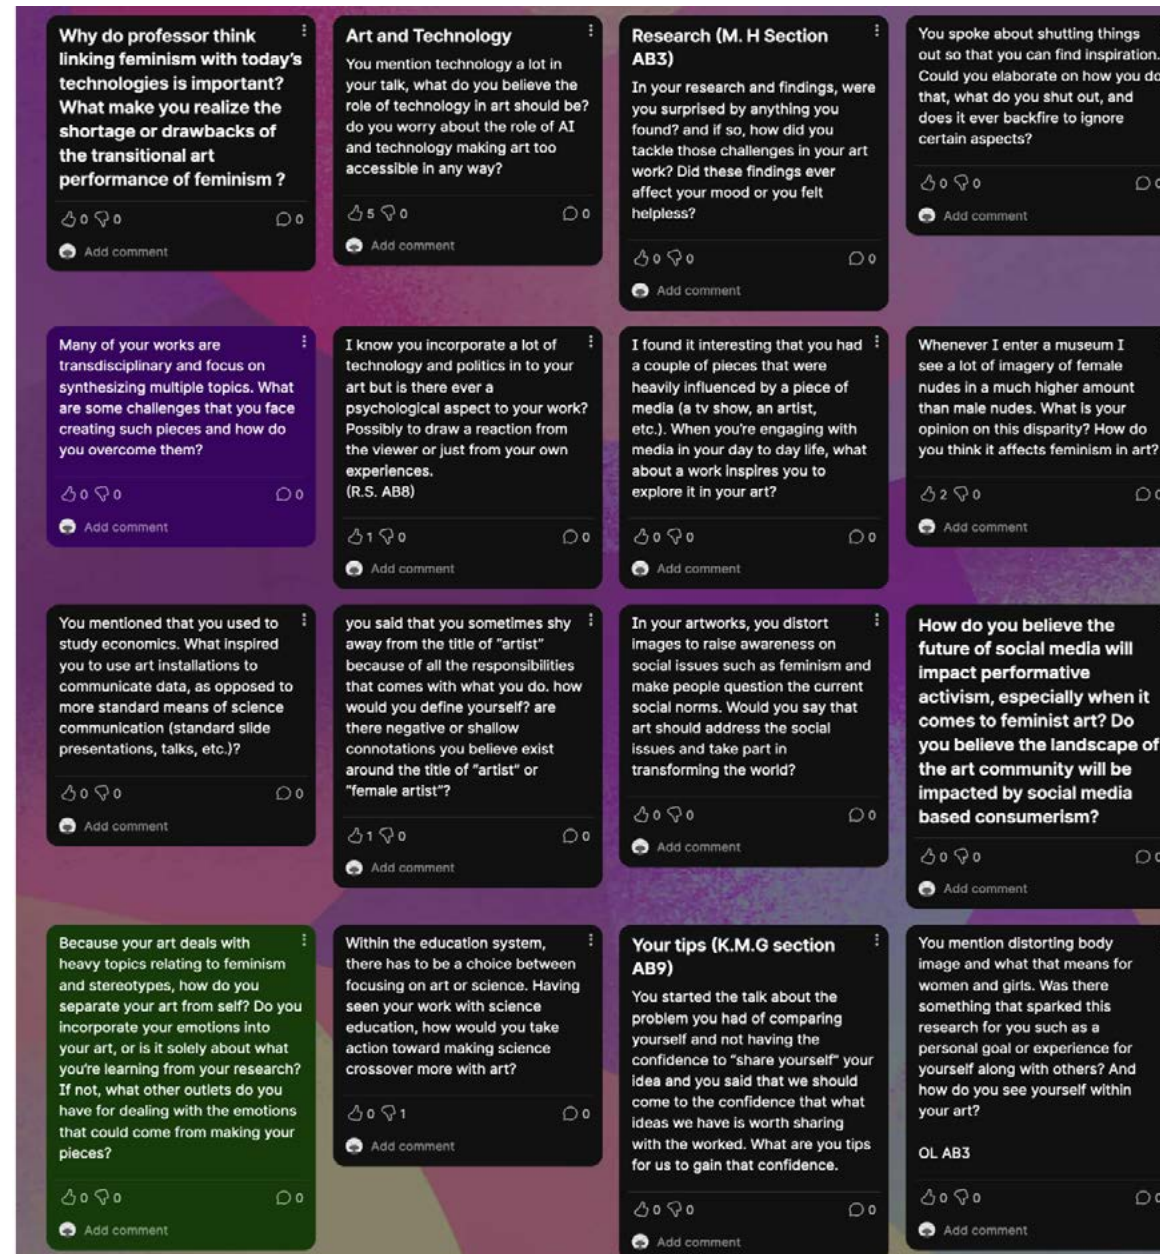 Why do professor think
linking feminism with today's
technologies is important?
What make you realize the
shortage or drawbacks of
the transitional art
performance of feminism ?
0 0 0
Add comment
Art and Technology
You mention technology a lot in
your talk, what do you believe the
role of technology in art should be?
do you worry about the role of AI
and technology making art too
accessible in any way?
5 0 0
Add comment
Research (M. H Section
AB3)
In your research and findings, were
you surprised by anything you
found? and if so, how did you
tackle those challenges in your art
work? Did these findings ever
affect your mood or you felt
helpless?
0 0 0
Add comment
You spoke about shutting things
out so that you can find inspiration.
Could you elaborate on how you do
that, what do you shut out, and
does it ever backfire to ignore
certain aspects?
0 0
Add comment
Many of your works are
transdisciplinary and focus on
synthesizing multiple topics. What
are some challenges that you face
creating such pieces and how do
you overcome them?
0 0 0
Add comment
I know you incorporate a lot of
technology and politics in to your
art but is there ever a
psychological aspect to your work?
Possibly to draw a reaction from
the viewer or just from your own
experiences.
(R.S. AB8)
1 0 0
Add comment
I found it interesting that you had
a couple of pieces that were
heavily influenced by a piece of
media (a tv show, an artist,
etc.). When you're engaging with
media in your day to day life, what
about a work inspires you to
explore it in your art?
0 0 0
Add comment
Whenever I enter a museum I
see a lot of imagery of female
nudes in a much higher amount
than male nudes. What is your
opinion on this disparity? How do
you think it affects feminism in art?
2 0
Add comment
You mentioned that you used to
study economics. What inspired
you to use art installations to
communicate data, as opposed to
more standard means of science
communication (standard slide
presentations, talks, etc.)?
0 0 0
Add comment
you said that you sometimes shy
away from the title of "artist"
because of all the responsibilities
that comes with what you do. how
would you define yourself? are
there negative or shallow
connotations you believe exist
around the title of "artist" or
"female artist"?
1 0 0
Add comment
In your artworks, you distort
images to raise awareness on
social issues such as feminism and
make people question the current
social norms. Would you say that
art should address the social
issues and take part in
transforming the world?
0 0 0
Add comment
How do you believe the
future of social media will
impact performative
activism, especially when it
comes to feminist art? Do
you believe the landscape of
the art community will be
impacted by social media
based consumerism?
0 0
Add comment
Because your art deals with
heavy topics relating to feminism
and stereotypes, how do you
separate your art from self? Do you
incorporate your emotions into
your art, or is it solely about what
you're learning from your research?
If not, what other outlets do you
have for dealing with the emotions
that could come from making your
pieces?
0 0 0
Add comment
Within the education system,
there has to be a choice between
focusing on art or science. Having
seen your work with science
education, how would you take
action toward making science
crossover more with art?
0 1 0
Add comment
Your tips (K.M.G section
AB9)
You started the talk about the
problem you had of comparing
yourself and not having the
confidence to "share yourself" your
idea and you said that we should
come to the confidence that what
ideas we have is worth sharing
with the worked. What are you tips
for us to gain that confidence.
0 0 0
Add comment
You mention distorting body
image and what that means for
women and girls. Was there
something that sparked this
research for you such as a
personal goal or experience for
yourself along with others? And
how do you see yourself within
your art?
OL AB3
0 0
Add comment